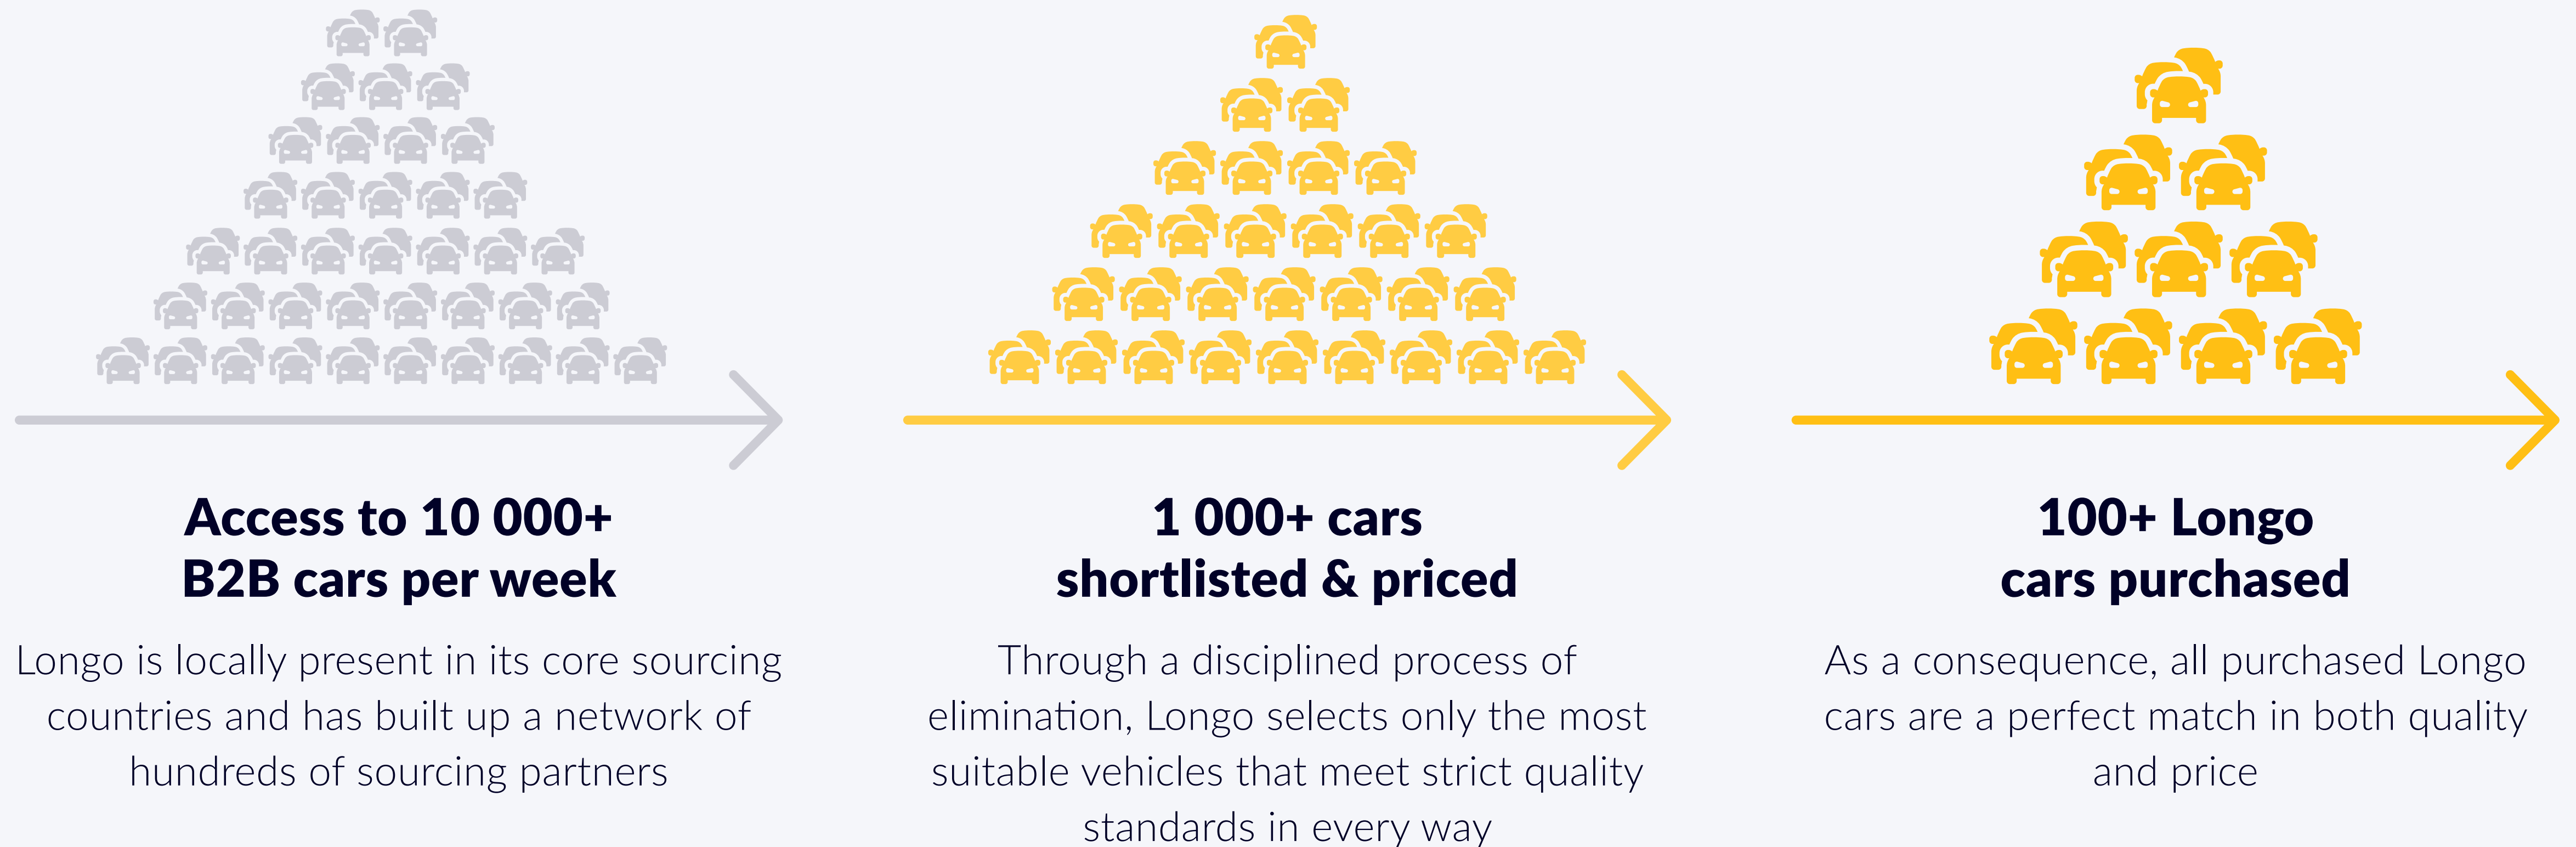 Access to 10 000+
B2B cars per week
Longo is locally present in its core sourcing
countries and has built up a network of
hundreds of sourcing partners
1 000+ cars
shortlisted & priced
Through a disciplined process of
elimination, Longo selects only the most
suitable vehicles that meet strict quality
standards in every way
100+ Longo
cars purchased
As a consequence, all purchased Longo
cars are a perfect match in both quality
and price